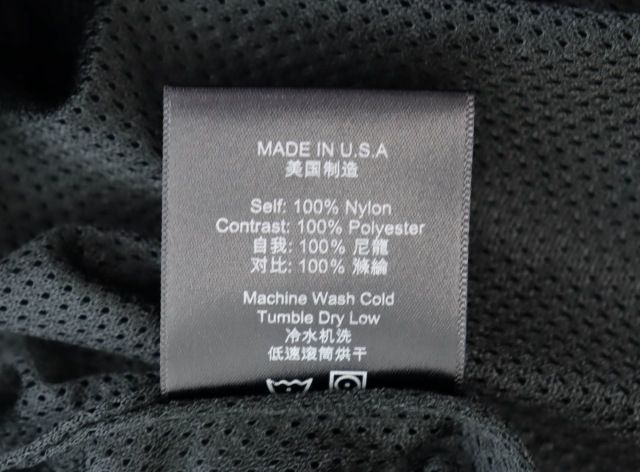 MADE IN U.S.A
美国制造
Self: 100% Nylon
Contrast: 100% Polyester
自我: 100% 尼龍
对比: 100% 滌綸
Machine Wash Cold
Tumble Dry Low
冷水机洗
低速滚筒烘干